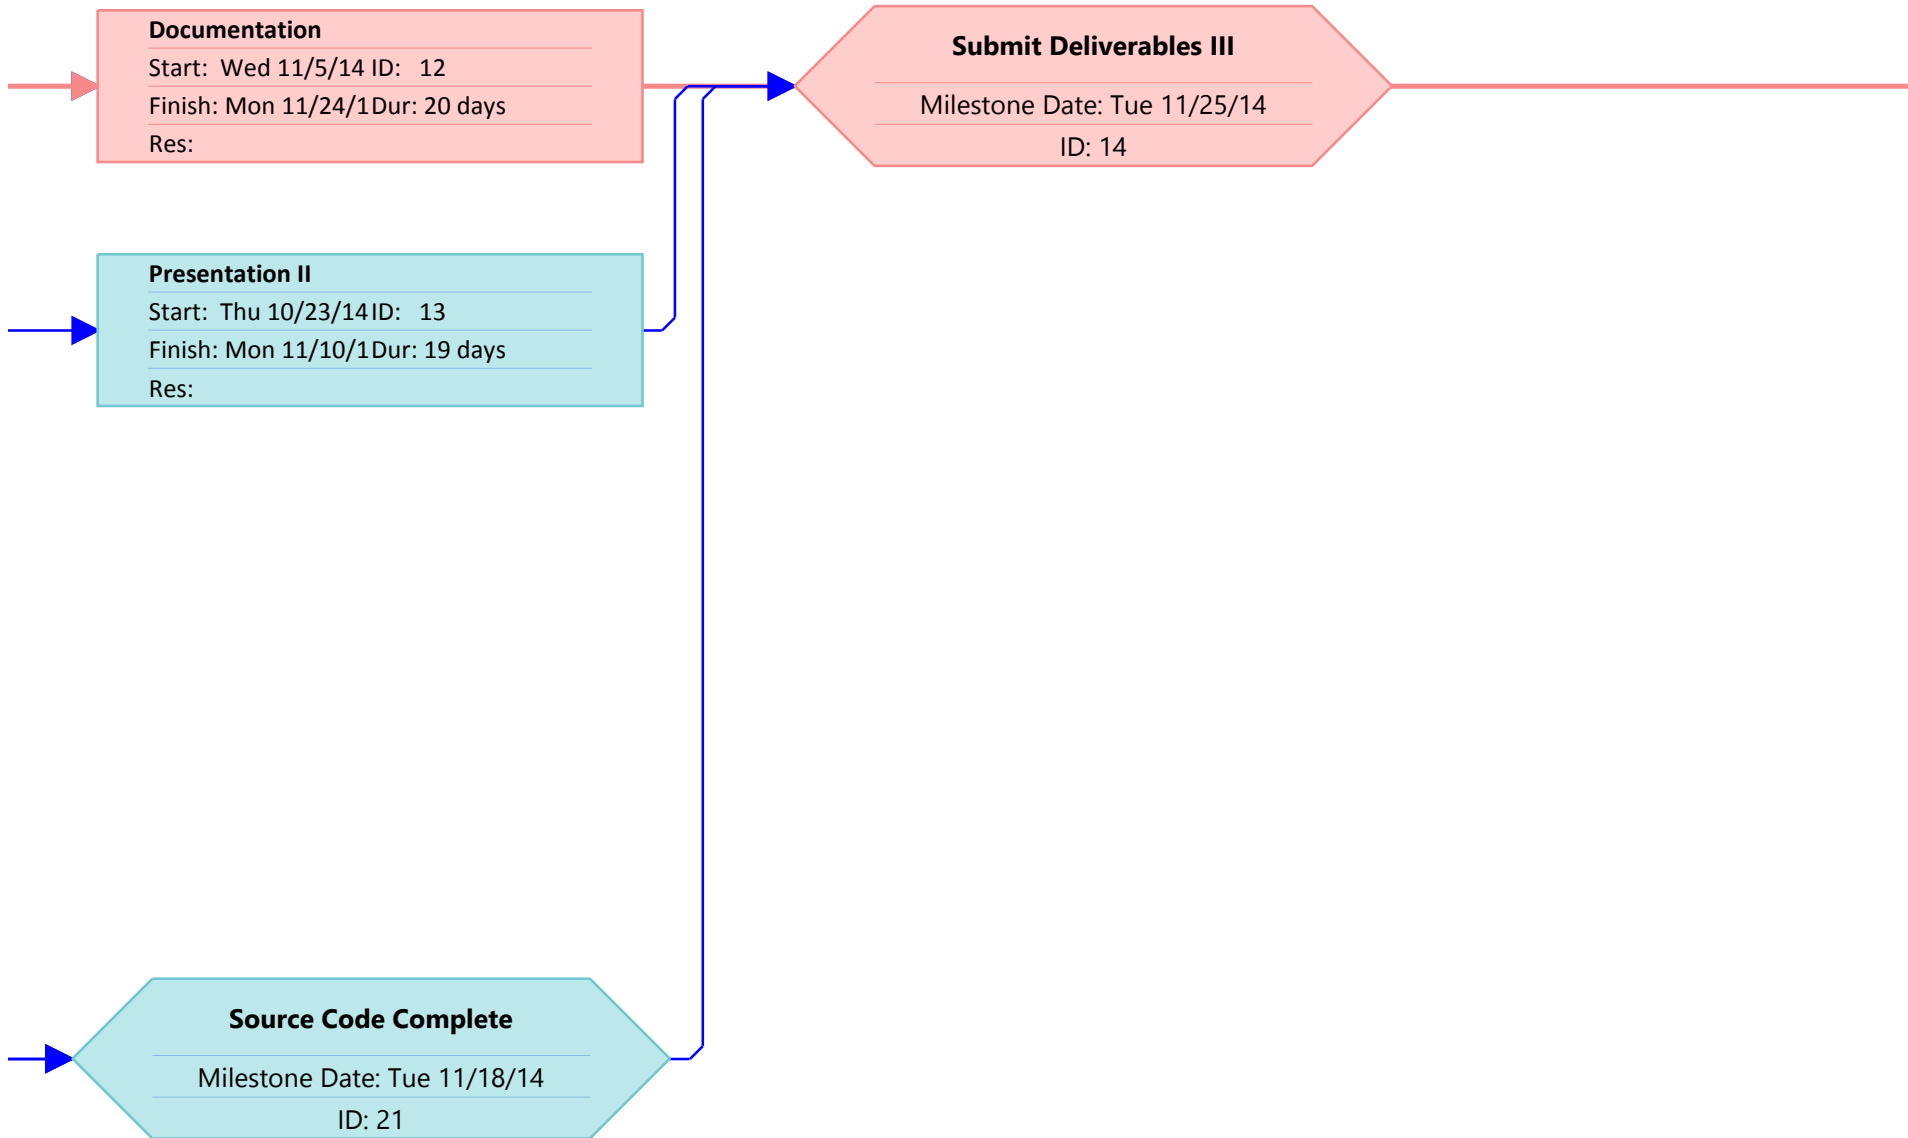 Documentation
Start: Wed 11/5/14 ID: 12
Finish: Mon 11/24/1 Dur: 20 days
Res:
Submit Deliverables III
Milestone Date: Tue 11/25/14
ID: 14
Presentation II
Start: Thu 10/23/14 ID: 13
Finish: Mon 11/10/1 Dur: 19 days
Res:
Source Code Complete
Milestone Date: Tue 11/18/14
ID: 21